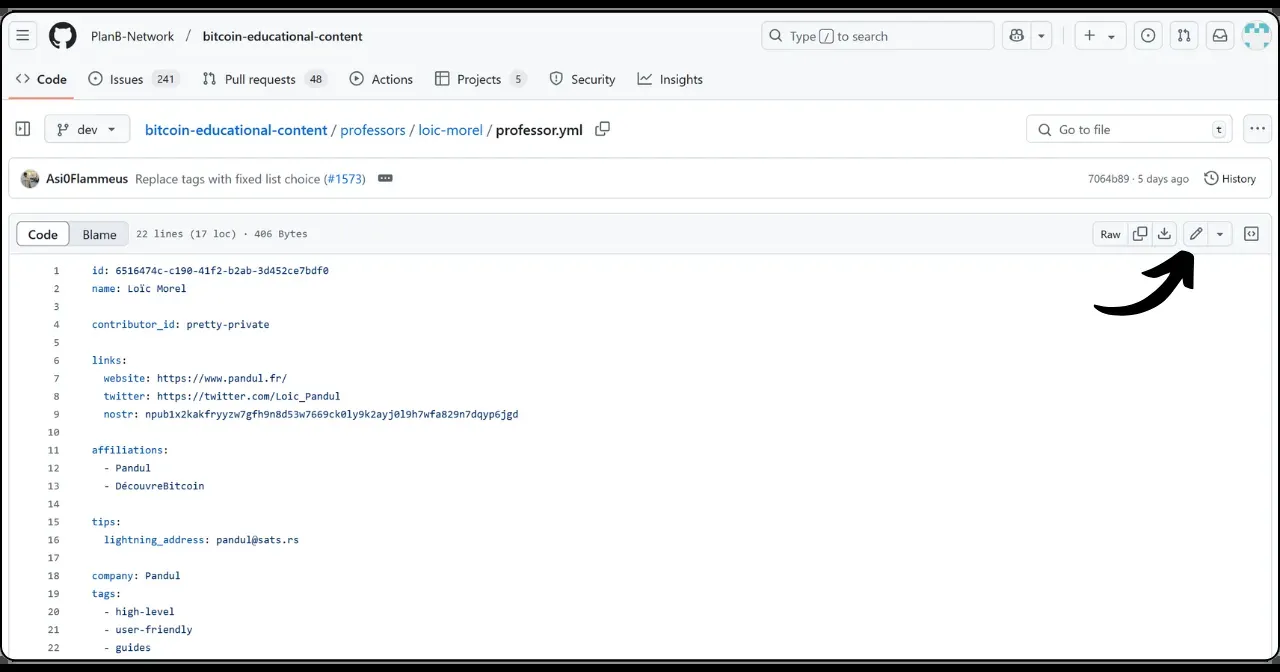 PlanB-Network / bitcoin-educational-content
Type / to search
Code
Issues 241
Pull requests 48
Actions
Projects 5
Security
Insights
dev
bitcoin-educational-content / professors / loic-morel / professor.yml
Go to file
t
Asi0Flammeus Replace tags with fixed list choice (#1573)
7064b89 · 5 days ago
History
Code
Blame
22 lines (17 loc) · 406 Bytes
Raw
1 id: 6516474c-c190-41f2-b2ab-3d452ce7bdf0
2 name: Loïc Morel
3
4 contributor_id: pretty-private
5
6 links:
7 website: https://www.pandul.fr/
8 twitter: https://twitter.com/Loic_Pandul
9 nostr: npub1x2kakfryyzw7gfh9n8d53w7669ck0ly9k2ayj0l9h7wfa829n7dqyp6jgd
10
11 affiliations:
12 - Pandul
13 - DécouvreBitcoin
14
15 tips:
16 lightning_address: pandul@sats.rs
17
18 company: Pandul
19 tags:
20 - high-level
21 - user-friendly
22 - guides